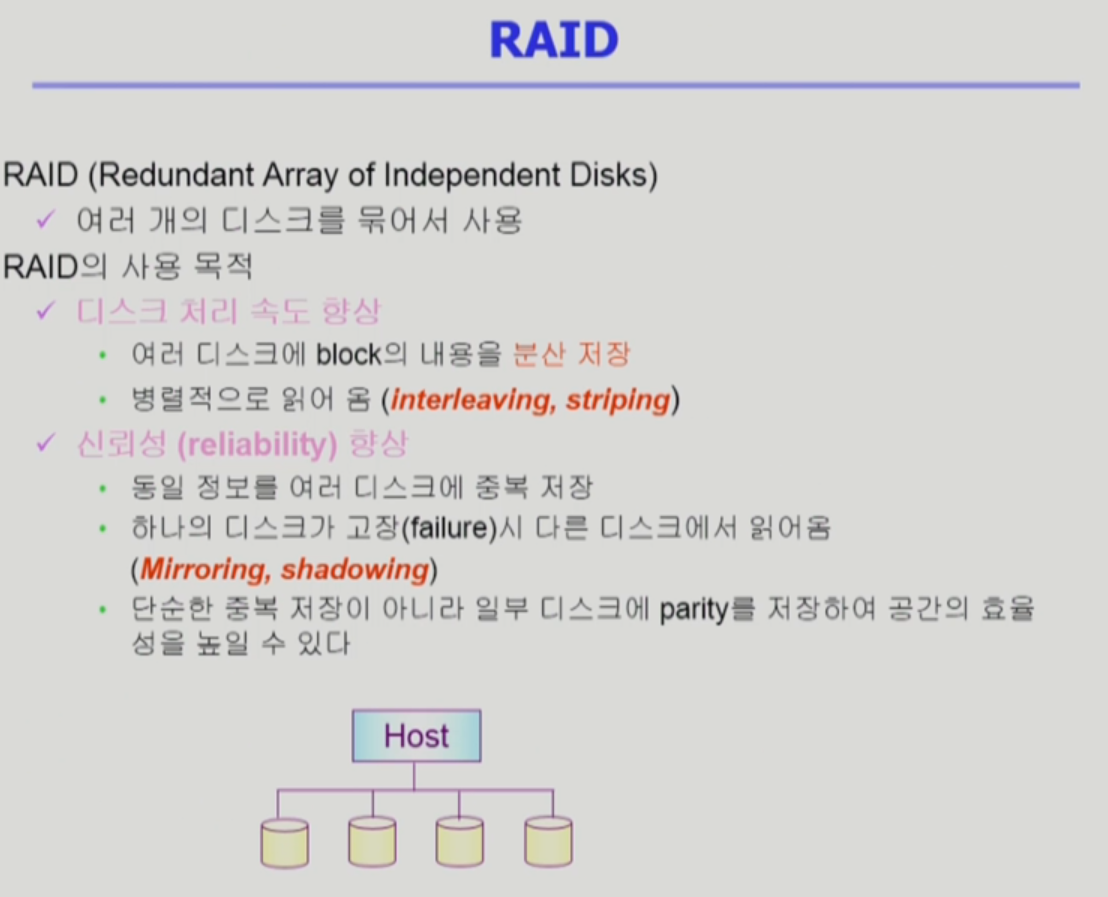 RAID
RAID (Redundant Array of Independent Disks)
✓ 여러 개의 디스크를 묶어서 사용
RAID의 사용 목적
✓ 디스크 처리 속도 향상
• 여러 디스크에 block의 내용을 분산 저장
• 병렬적으로 읽어 옴 (interleaving, striping)
✓ 신뢰성 (reliability) 향상
• 동일 정보를 여러 디스크에 중복 저장
• 하나의 디스크가 고장(failure)시 다른 디스크에서 읽어옴
(Mirroring, shadowing)
• 단순한 중복 저장이 아니라 일부 디스크에 parity를 저장하여 공간의 효율
성을 높일 수 있다
Host